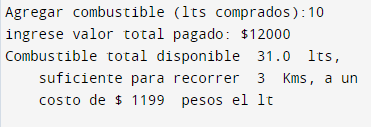 Agregar combustible (lts comprados):10
ingrese valor total pagado: $12000
Combustible total disponible  31.0  lts,
suficiente para recorrer  3  Kms, a un
costo de $ 1199  pesos el lt